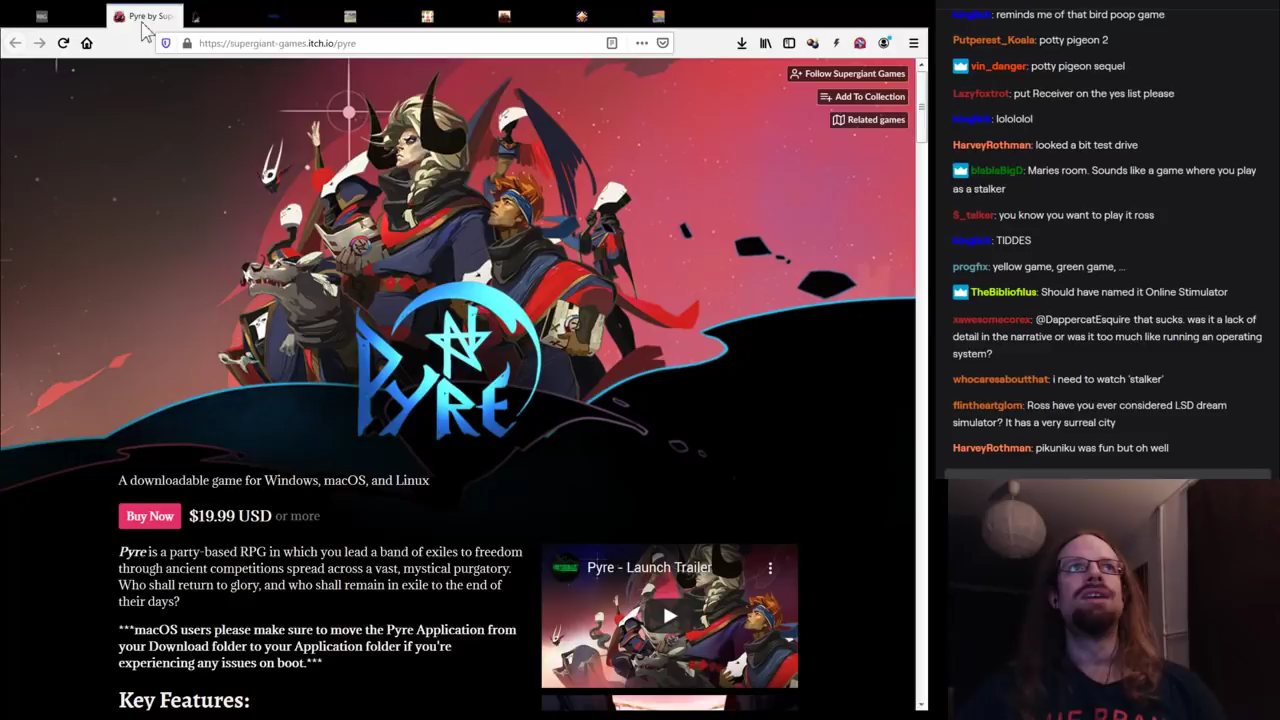 Pyre by Sup
https://supergiant-games.itch.io/pyre
Follow Supergiant Games
Add To Collection
Related games
PYRE
A downloadable game for Windows, macOS, and Linux
Buy Now $19.99 USD or more
Pyre is a party-based RPG in which you lead a band of exiles to freedom
through ancient competitions spread across a vast, mystical purgatory.
Who shall return to glory, and who shall remain in exile to the end of
their days?
***macOS users please make sure to move the Pyre Application from
your Download folder to your Application folder if you're
experiencing any issues on boot.***
Key Features:
Pyre - Launch Trailer
reminds me of that bird poop game
Putperest_Koala: potty pigeon 2
vin_danger: potty pigeon sequel
Lazyfoxtrot: put Receiver on the yes list please
lolololol
HarveyRothman: looked a bit test drive
blabiaBigD: Maries room. Sounds like a game where you play
as a stalker
S_talker: you know you want to play it ross
TIDDES
progfix: yellow game, green game, ...
TheBibliofilus: Should have named it Online Stimulator
xawesomecorex: @DappercatEsquire that sucks. was it a lack of
detail in the narrative or was it too much like running an operating
system?
whocaresaboutthat: i need to watch 'stalker'
flintheartglom: Ross have you ever considered LSD dream
simulator? It has a very surreal city
HarveyRothman: pikuniku was fun but oh well